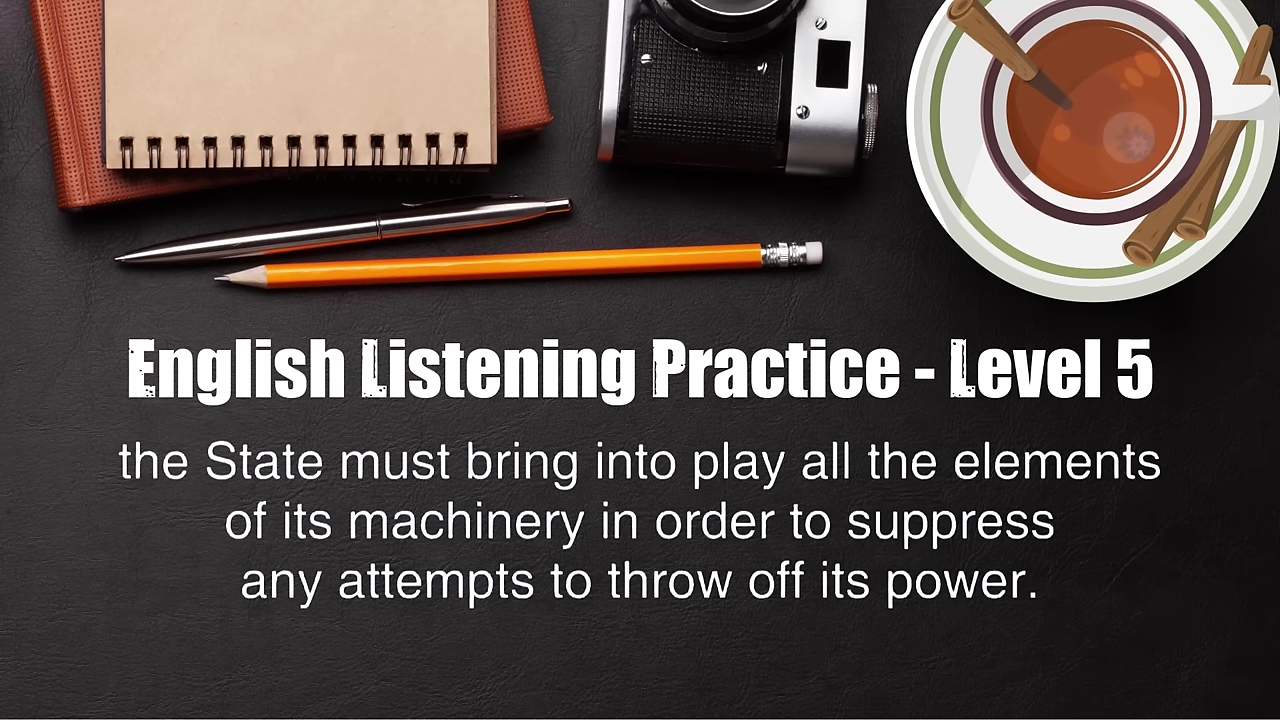 English Listening Practice - Level 5
the State must bring into play all the elements
of its machinery in order to suppress
any attempts to throw off its power.